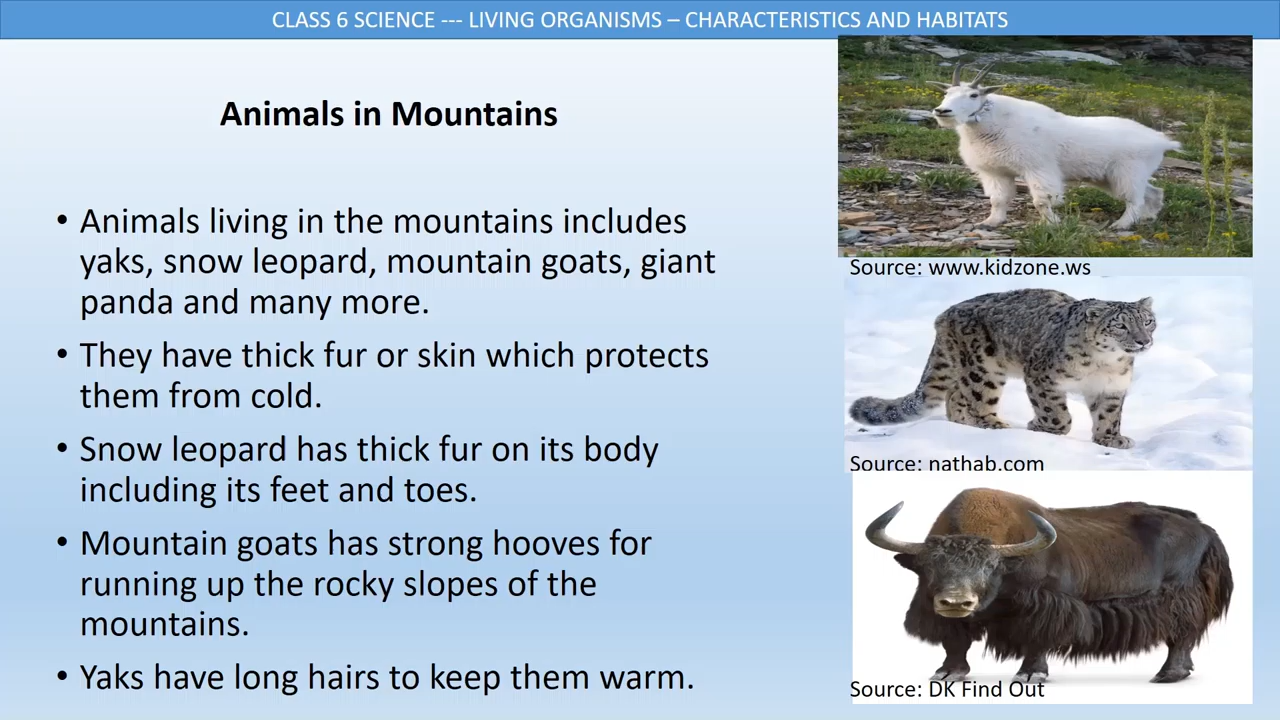 CLASS 6 SCIENCE --- LIVING ORGANISMS – CHARACTERISTICS AND HABITATS
Animals in Mountains
• Animals living in the mountains includes
yaks, snow leopard, mountain goats, giant
panda and many more.
• They have thick fur or skin which protects
them from cold.
• Snow leopard has thick fur on its body
including its feet and toes.
• Mountain goats has strong hooves for
running up the rocky slopes of the
mountains.
• Yaks have long hairs to keep them warm.
Source: www.kidzone.ws
Source: nathab.com
Source: DK Find Out